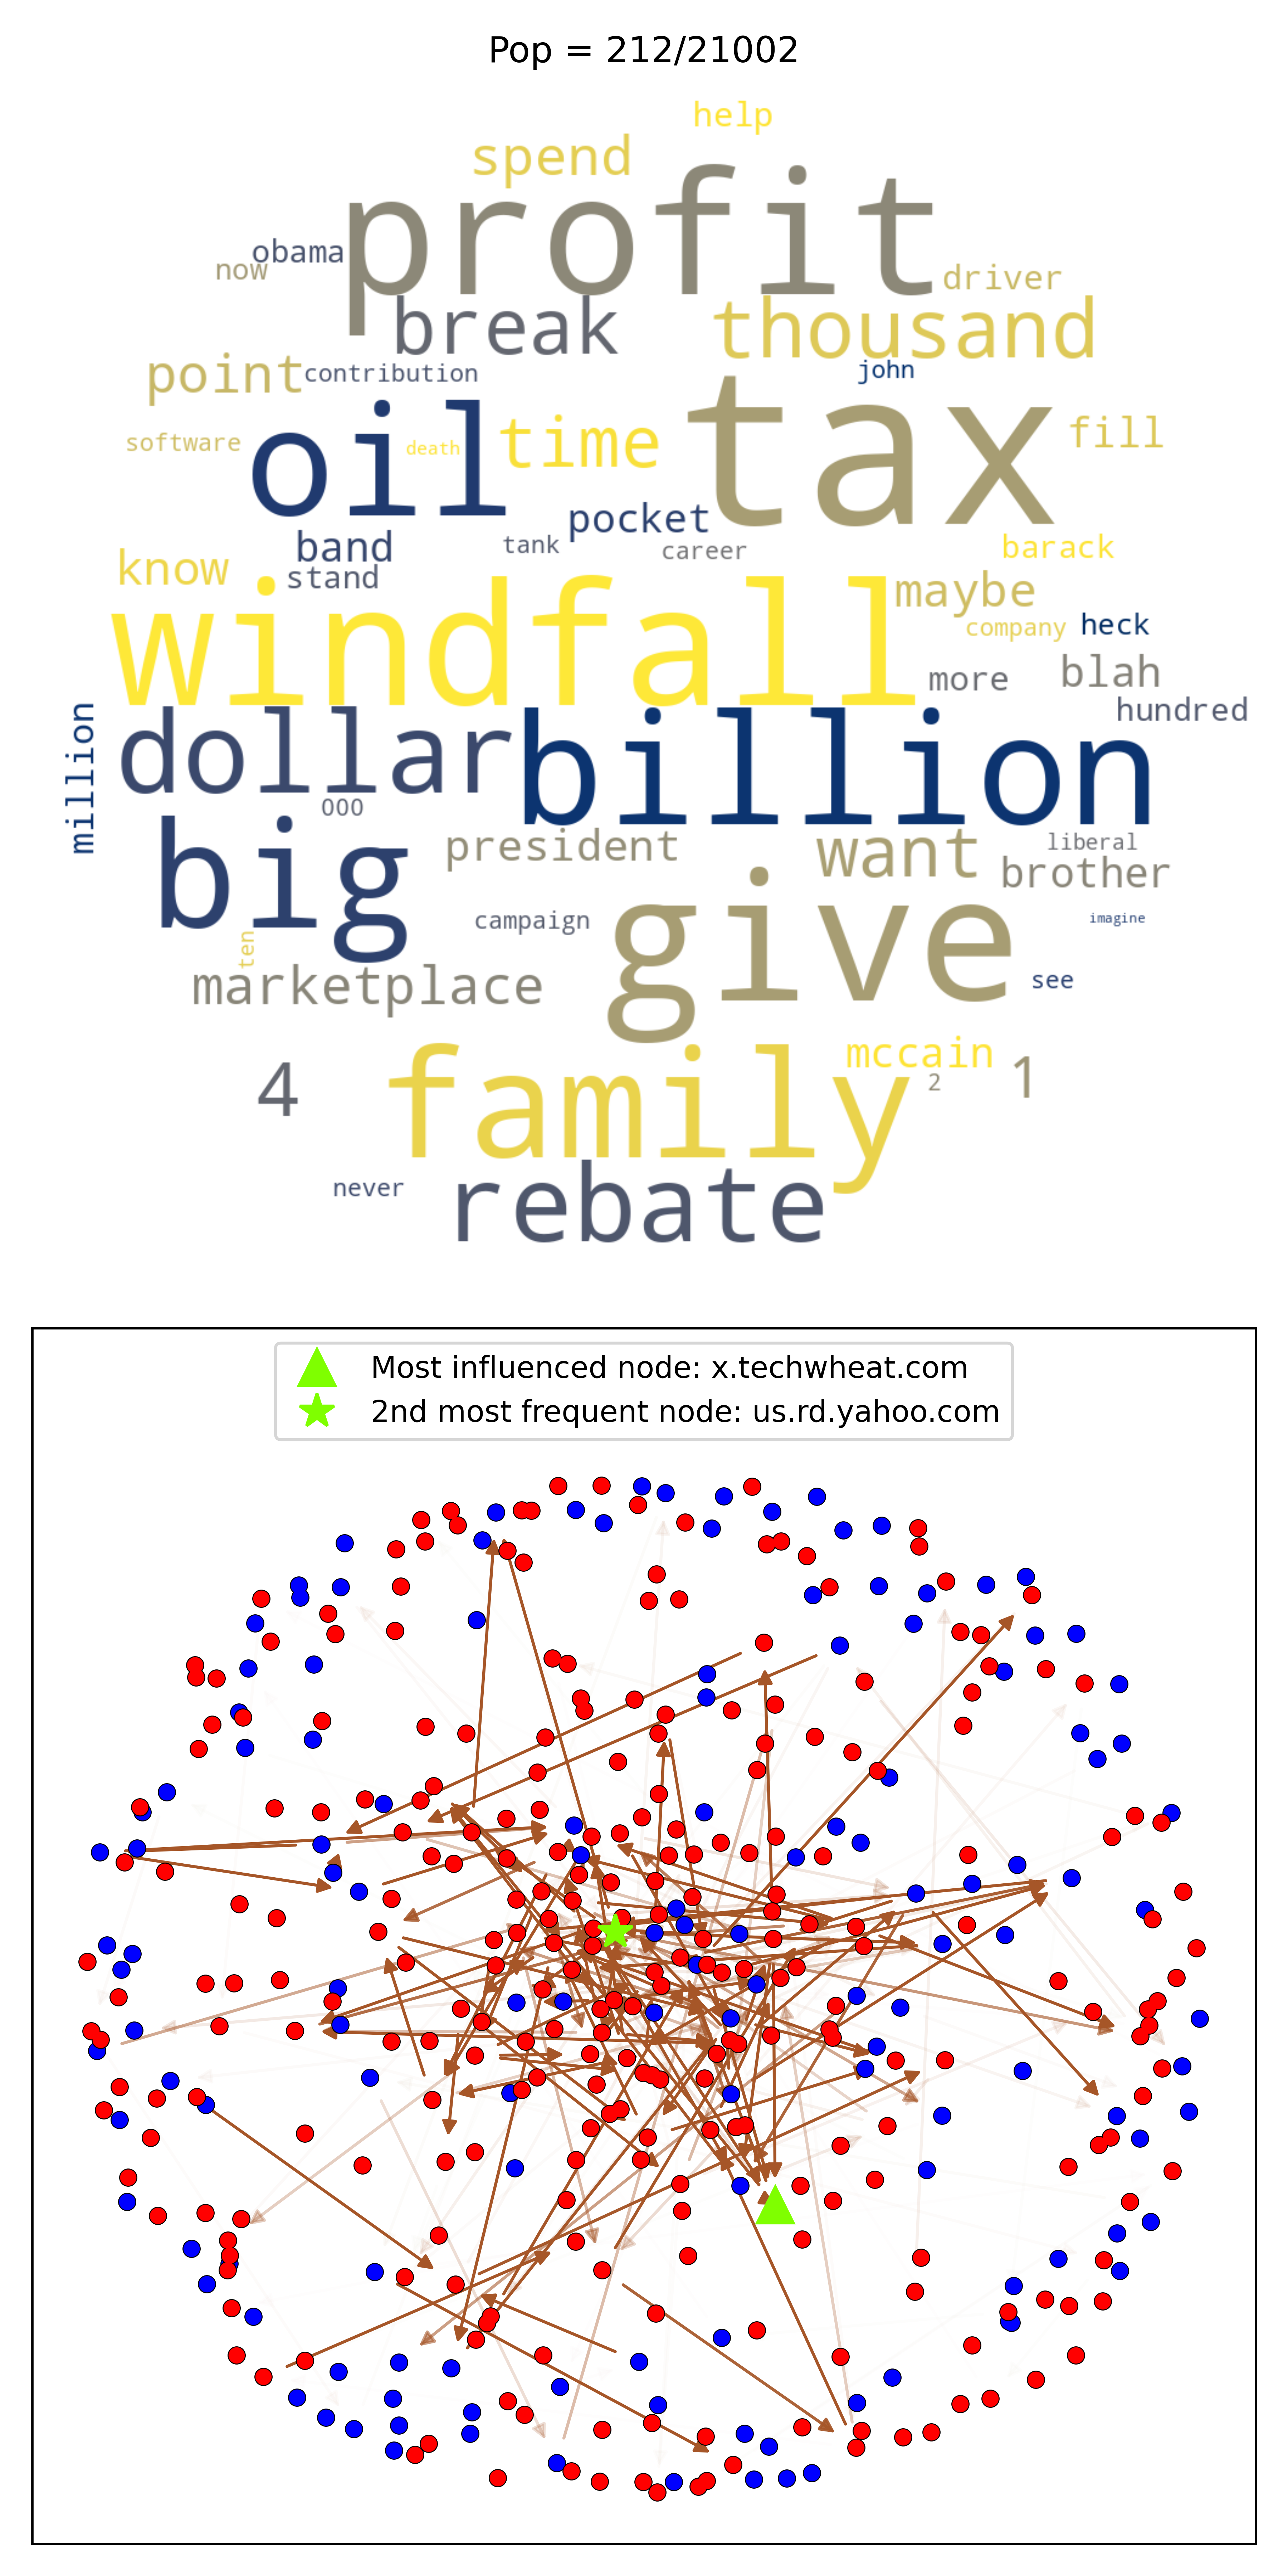 Pop = 212/21002
help
spend
profit
obama
now
driver
break
thousand
john
point
contribution
tax
software
oil
death
time
fill
pocket
band
tank
career
barack
know
stand
windfall
maybe
company
heck
more
blah
hundred
million
dollar
billion
000
big
president
want
liberal
brother
campaign
give
imagine
ten
marketplace
see
mccain
4
family
2
1
never
rebate
Most influenced node: x.techwheat.com
2nd most frequent node: us.rd.yahoo.com